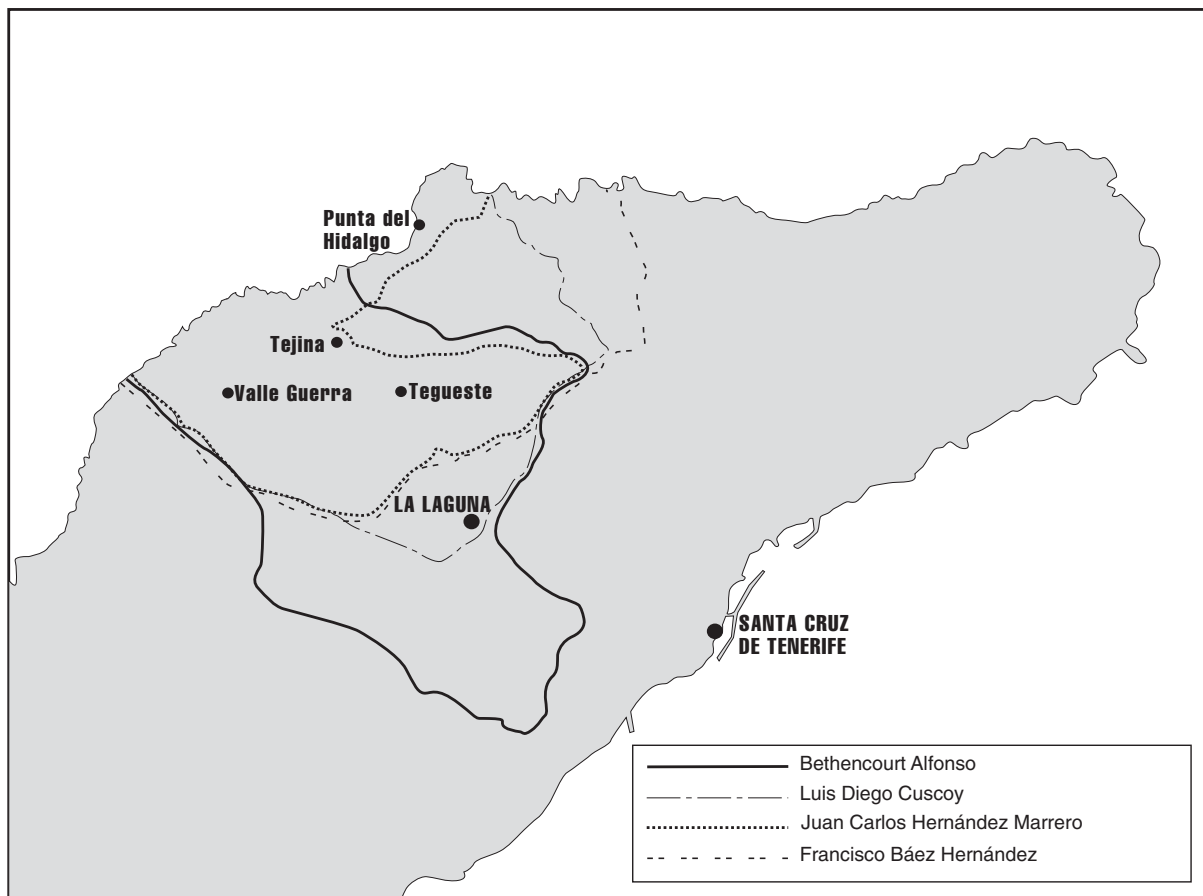 Punta del
Hidalgo
Tejina
Valle Guerra
Tegueste
LA LAGUNA
SANTA CRUZ
DE TENERIFE
Bethencourt Alfonso
Luis Diego Cuscoy
Juan Carlos Hernández Marrero
Francisco Báez Hernández